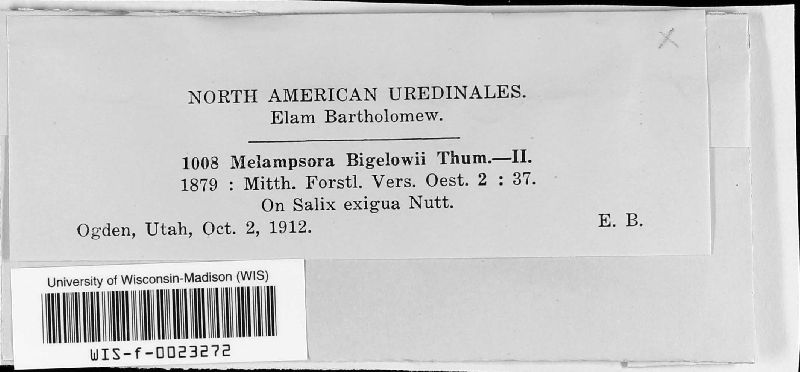 NORTH AMERICAN UREDINALES.
Elam Bartholomew.
1008 Melampsora Bigelowii Thum.—II.
1879 : Mitth. Forstl. Vers. Oest. 2 : 37.
On Salix exigua Nutt.
Ogden, Utah, Oct. 2, 1912. E. B.
University of Wisconsin-Madison (WIS)
WIS-f-0023272